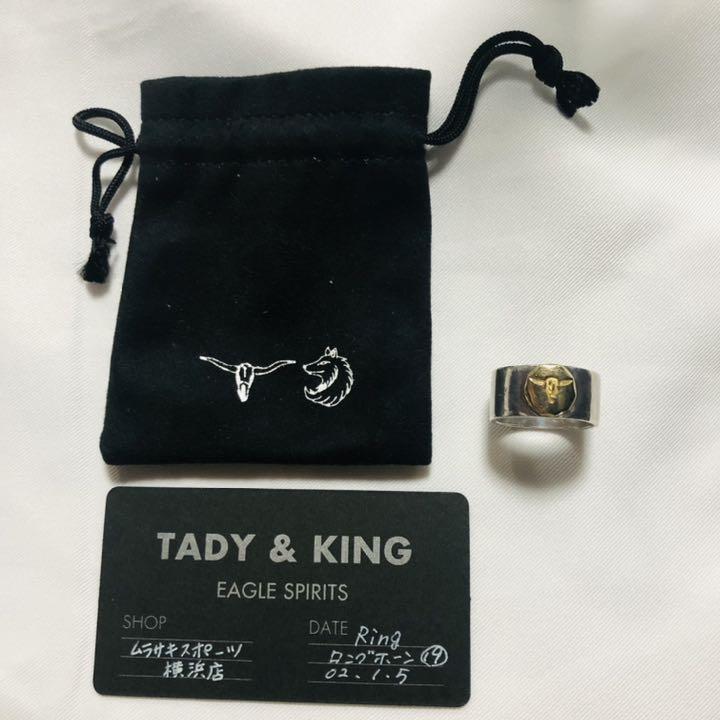 TADY & KING
EAGLE SPIRITS
SHOP
ムラサキスポーツ
横浜店
DATE Ring
ロングホーン ⑲
02.1.5